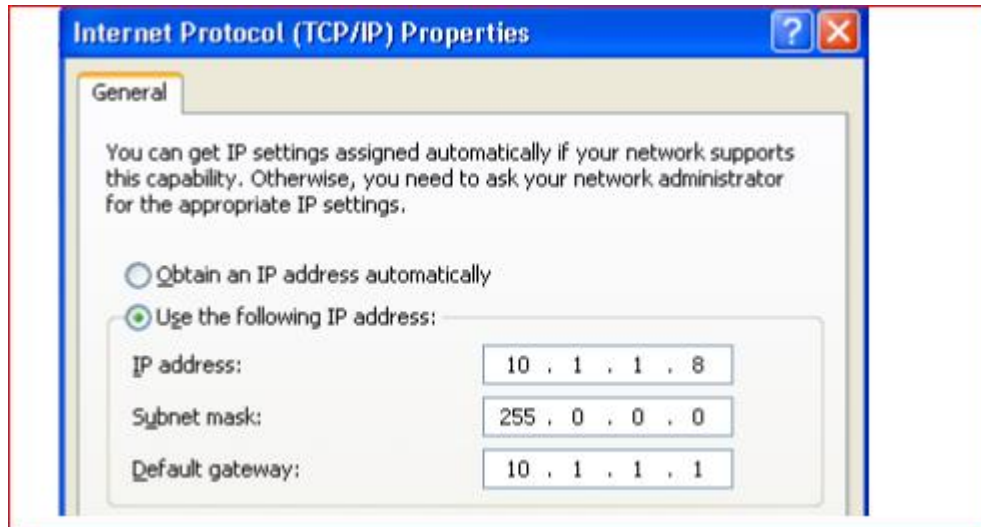 Internet Protocol (TCP/IP) Properties
General
You can get IP settings assigned automatically if your network supports
this capability. Otherwise, you need to ask your network administrator
for the appropriate IP settings.
Obtain an IP address automatically
Use the following IP address:
IP address: 10 . 1 . 1 . 8
Subnet mask: 255 . 0 . 0 . 0
Default gateway: 10 . 1 . 1 . 1